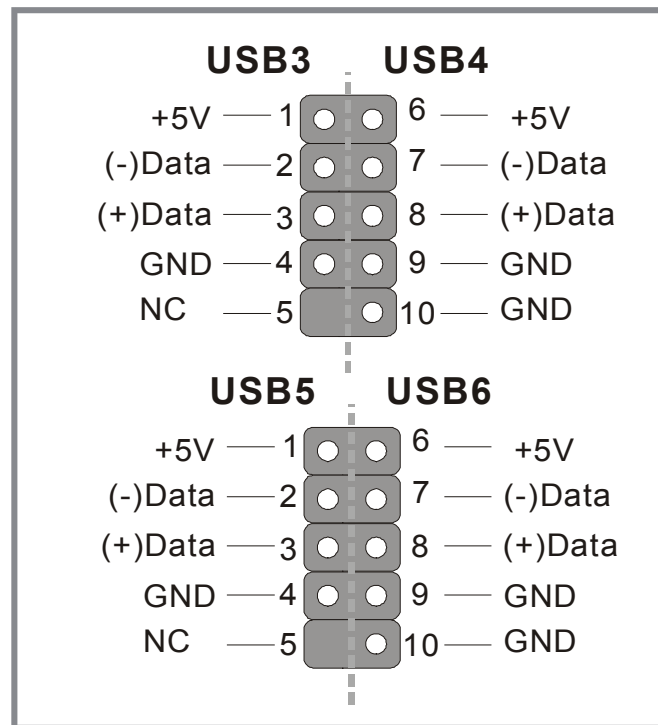 USB3 USB4
+5V 1 6 +5V
(-)Data 2 7 (-)Data
(+)Data 3 8 (+)Data
GND 4 9 GND
NC 5 10 GND
USB5 USB6
+5V 1 6 +5V
(-)Data 2 7 (-)Data
(+)Data 3 8 (+)Data
GND 4 9 GND
NC 5 10 GND